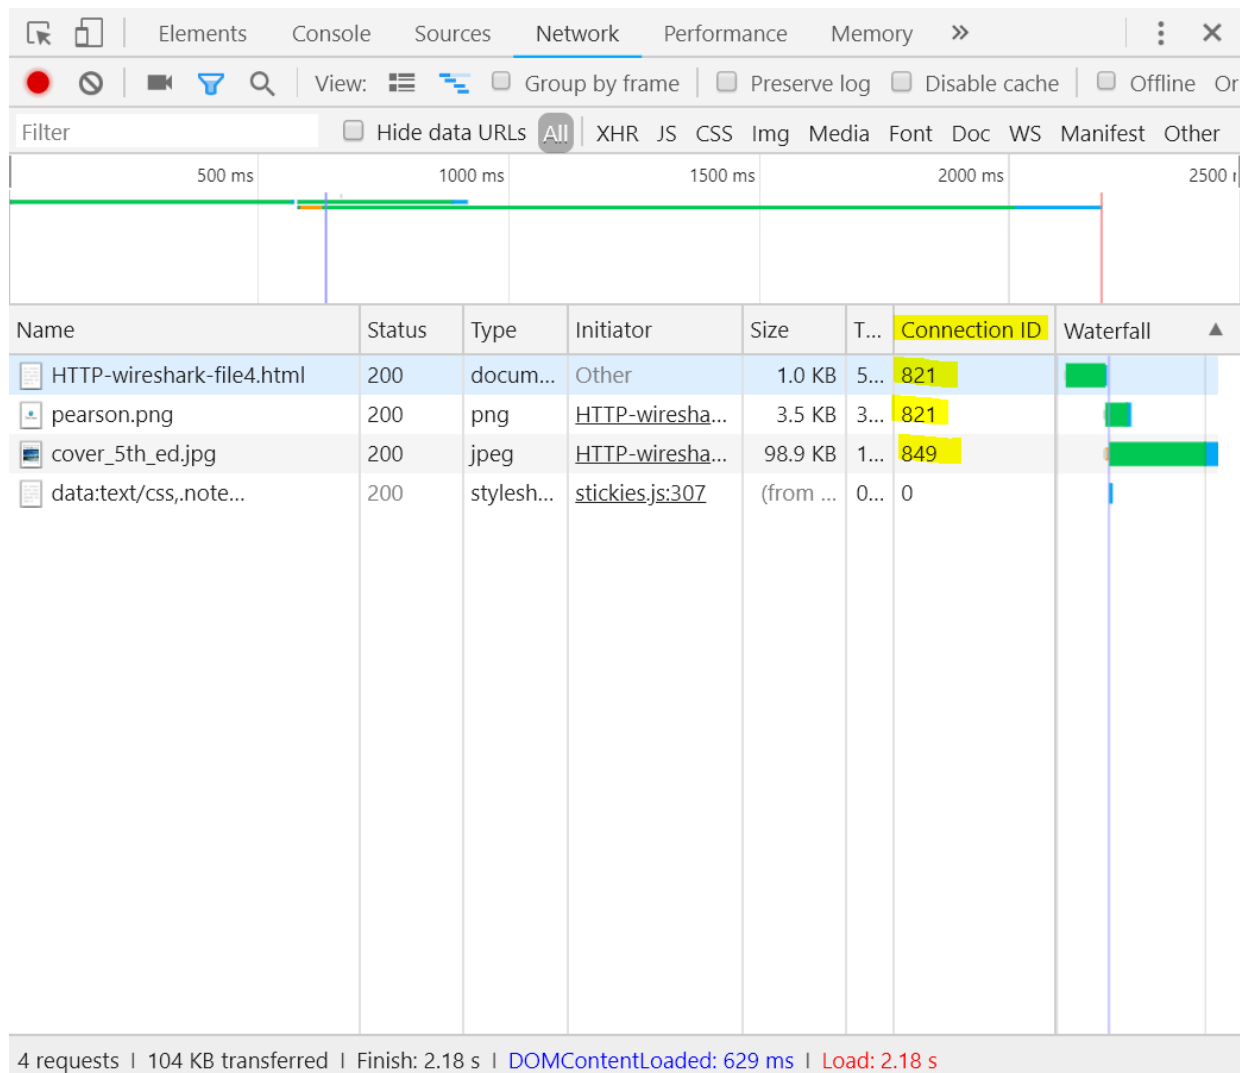 Elements Console Sources Network Performance Memory »
View: Group by frame Preserve log Disable cache Offline Or
Filter Hide data URLs All XHR JS CSS Img Media Font Doc WS Manifest Other
500 ms 1000 ms 1500 ms 2000 ms 2500
Name Status Type Initiator Size T... Connection ID Waterfall
HTTP-wireshark-file4.html 200 docum... Other 1.0 KB 5... 821
pearson.png 200 png HTTP-wiresha... 3.5 KB 3... 821
cover_5th_ed.jpg 200 jpeg HTTP-wiresha... 98.9 KB 1... 849
data:text/css,.note... 200 stylesh... stickies.js:307 (from ... 0... 0
4 requests | 104 KB transferred | Finish: 2.18 s | DOMContentLoaded: 629 ms | Load: 2.18 s